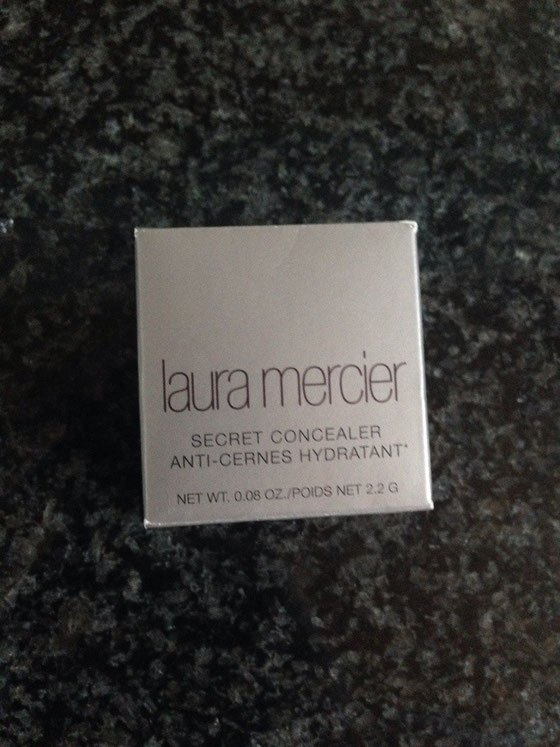 laura mercier
SECRET CONCEALER
ANTI-CERNES HYDRATANT*
NET WT. 0.08 OZ./POIDS NET 2.2 G